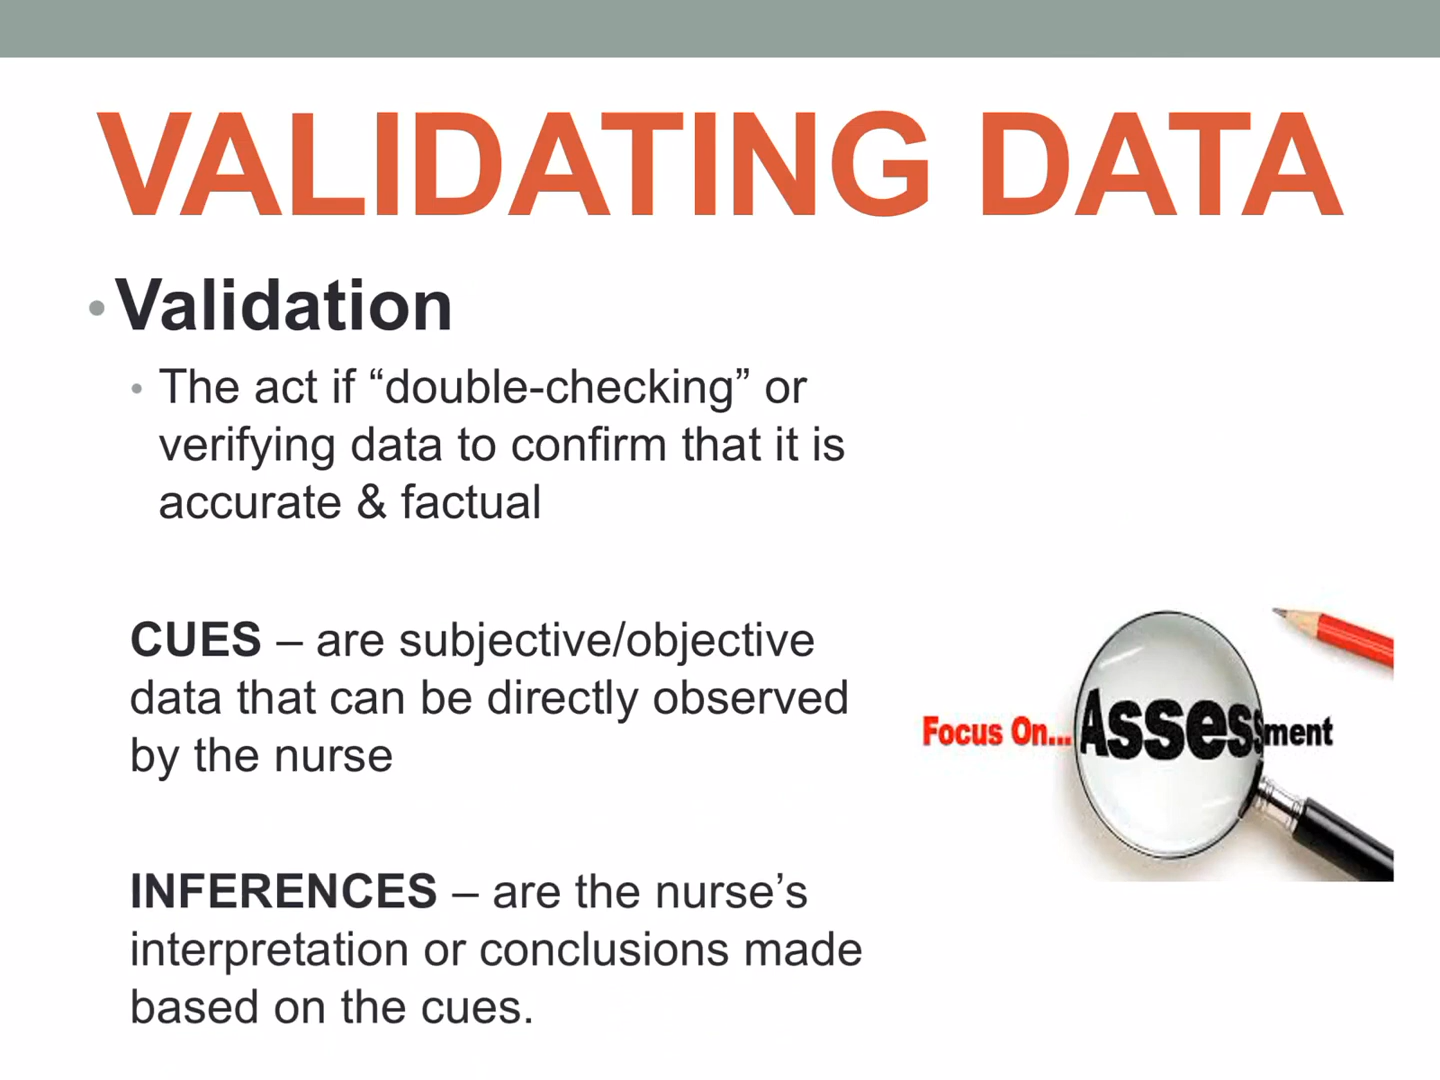 VALIDATING DATA
• Validation
• The act if “double-checking” or
verifying data to confirm that it is
accurate & factual
CUES – are subjective/objective
data that can be directly observed
by the nurse
Focus On... Assessment
INFERENCES – are the nurse’s
interpretation or conclusions made
based on the cues.